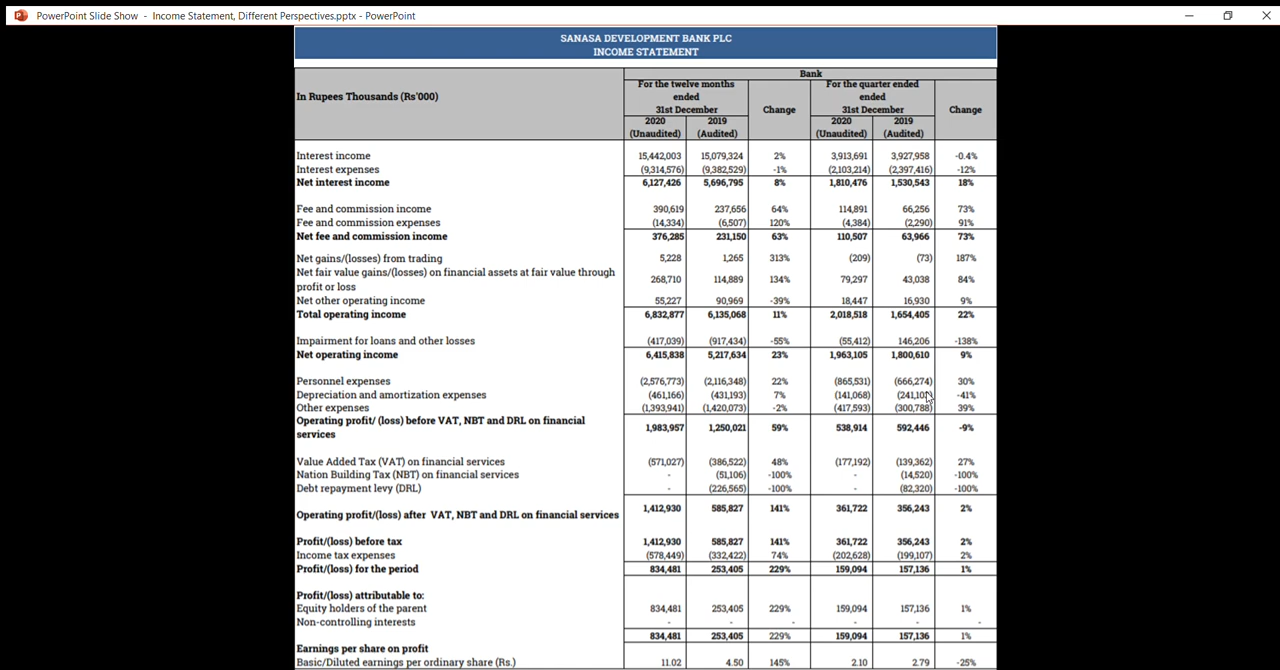 PowerPoint Slide Show - Income Statement, Different Perspectives.pptx - PowerPoint
SANASA DEVELOPMENT BANK PLC
INCOME STATEMENT
Bank
In Rupees Thousands (Rs'000)
For the twelve months ended 31st December
Change
For the quarter ended ended 31st December
Change
2020 (Unaudited) 2019 (Audited) 2020 (Unaudited) 2019 (Audited)
Interest income 15,442,003 15,079,324 2% 3,913,691 3,927,958 -0.4%
Interest expenses (9,314,576) (9,382,529) -1% (2,103,214) (2,397,416) -12%
Net interest income 6,127,426 5,696,795 8% 1,810,476 1,530,543 18%
Fee and commission income 390,619 237,656 64% 114,891 66,256 73%
Fee and commission expenses (14,334) (6,507) 120% (4,384) (2,290) 91%
Net fee and commission income 376,285 231,150 63% 110,507 63,966 73%
Net gains/(losses) from trading 5,228 1,265 313% (209) (73) 187%
Net fair value gains/(losses) on financial assets at fair value through
profit or loss 268,710 114,889 134% 79,297 43,038 84%
Net other operating income 55,227 90,969 -39% 18,447 16,930 9%
Total operating income 6,832,877 6,135,068 11% 2,018,518 1,654,405 22%
Impairment for loans and other losses (417,039) (917,434) -55% (55,412) 146,206 -138%
Net operating income 6,415,838 5,217,634 23% 1,963,105 1,800,610 9%
Personnel expenses (2,576,773) (2,116,348) 22% (865,531) (666,274) 30%
Depreciation and amortization expenses (461,166) (431,193) 7% (141,068) -41%
Other expenses (1,393,941) (1,420,073) -2% (417,593) (300,788) 39%
Operating profit/ (loss) before VAT, NBT and DRL on financial
services 1,983,957 1,250,021 59% 538,914 592,446 -9%
Value Added Tax (VAT) on financial services (571,027) (386,522) 48% (177,192) (139,362) 27%
Nation Building Tax (NBT) on financial services - (51,106) -100% - (14,520) -100%
Debt repayment levy (DRL) - (226,565) -100% - (82,320) -100%
Operating profit/(loss) after VAT, NBT and DRL on financial services 1,412,930 585,827 141% 361,722 356,243 2%
Profit/(loss) before tax 1,412,930 585,827 141% 361,722 356,243 2%
Income tax expenses (578,449) (332,422) 74% (202,628) (199,107) 2%
Profit/(loss) for the period 834,481 253,405 229% 159,094 157,136 1%
Profit/(loss) attributable to:
Equity holders of the parent 834,481 253,405 229% 159,094 157,136 1%
Non-controlling interests - - - - - -
834,481 253,405 229% 159,094 157,136 1%
Earnings per share on profit
Basic/Diluted earnings per ordinary share (Rs.) 11.02 4.50 145% 2.10 2.79 -25%